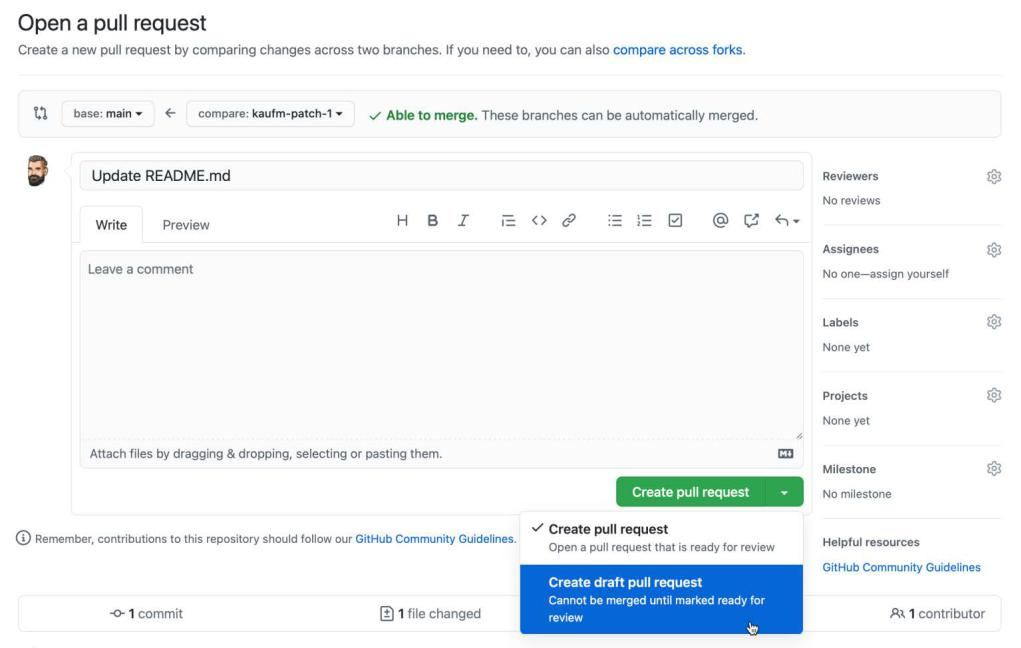 Open a pull request
Create a new pull request by comparing changes across two branches. If you need to, you can also compare across forks.
base: main
compare: kaufm-patch-1
Able to merge. These branches can be automatically merged.
Update README.md
Write
Preview
Leave a comment
Attach files by dragging & dropping, selecting or pasting them.
Create pull request
Create pull request
Open a pull request that is ready for review
Create draft pull request
Cannot be merged until marked ready for
review
Remember, contributions to this repository should follow our GitHub Community Guidelines.
Reviewers
No reviews
Assignees
No one—assign yourself
Labels
None yet
Projects
None yet
Milestone
No milestone
Helpful resources
GitHub Community Guidelines
1 commit
1 file changed
1 contributor